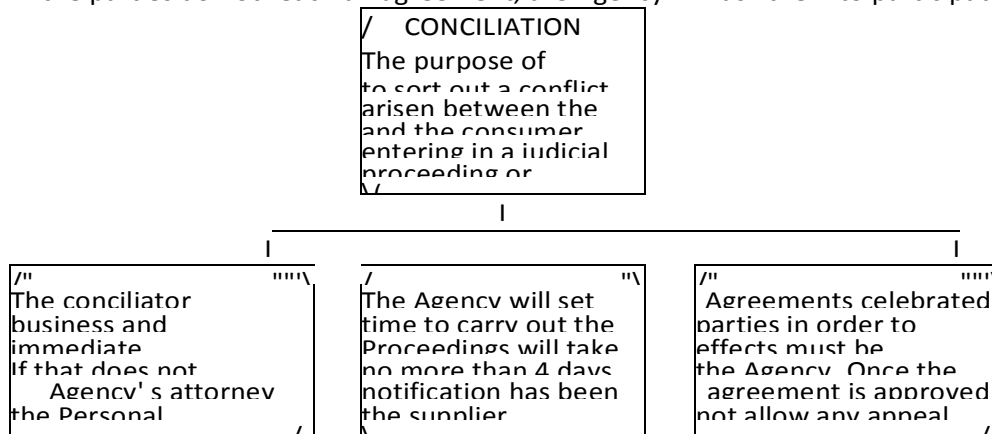 CONCILIATION
The purpose of
to sort out a conflict
arisen between the
and the consumer
entering in a judicial
proceeding or
The conciliator
business and
immediate
If that does not
Agency' s attorney
the Personal
The Agency will set
time to carry out the
Proceedings will take
no more than 4 days
notification has been
the supplier
Agreements celebrated
parties in order to
effects must be
the Agency. Once the
agreement is approved
not allow any appeal